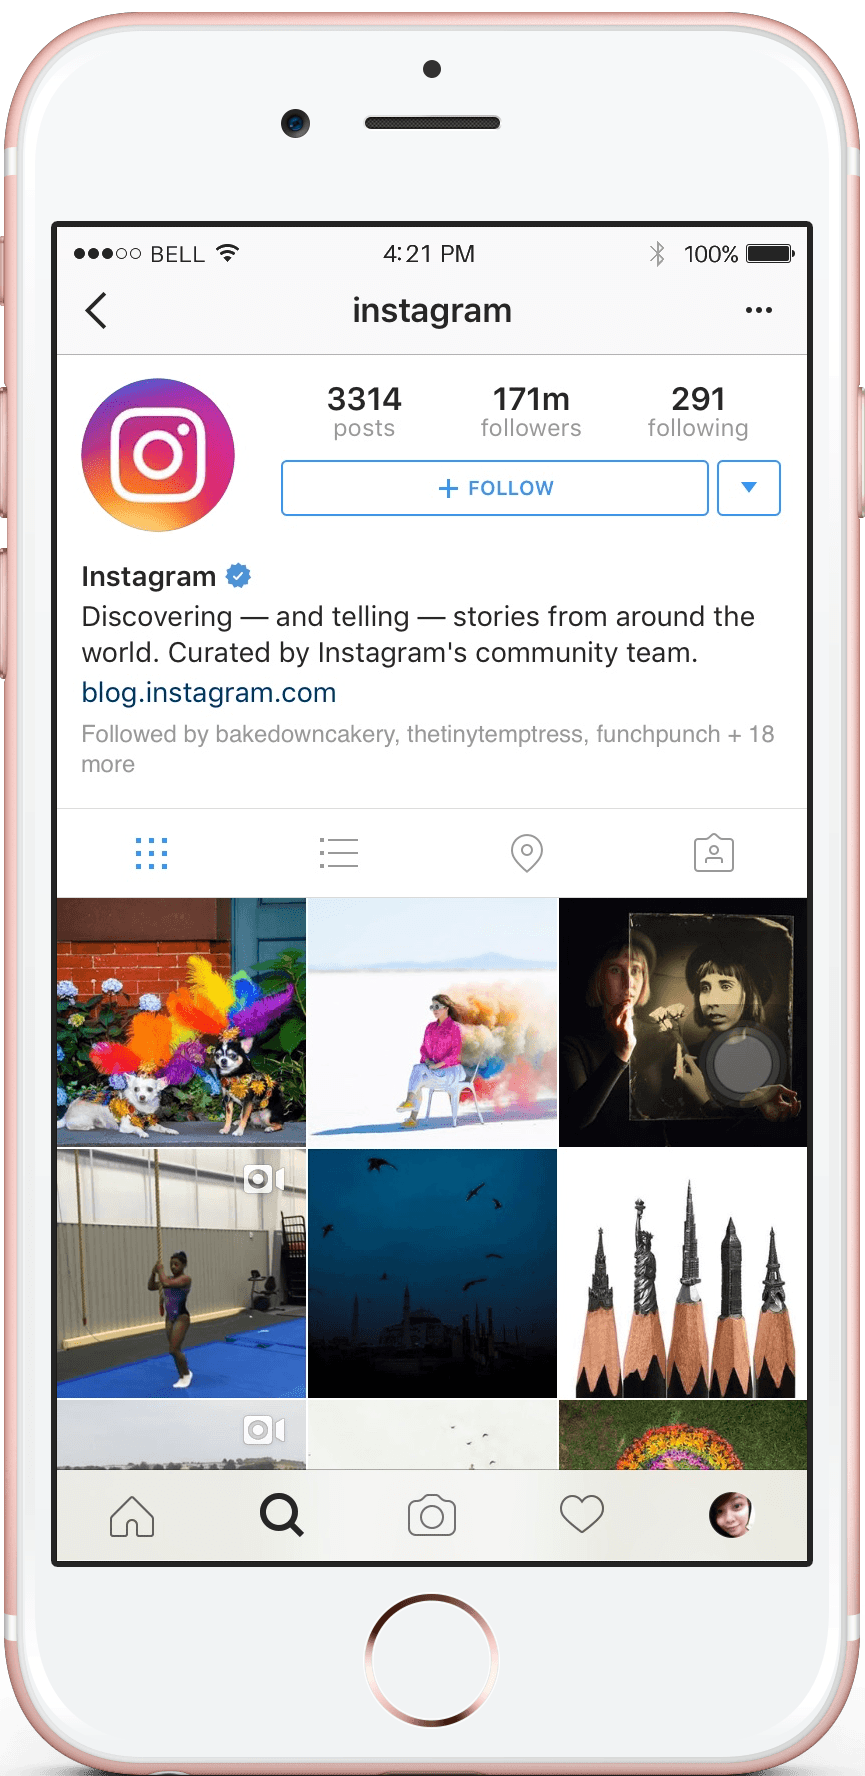 BELL 4:21 PM 100%
instagram
3314 171m 291
posts followers following
+ FOLLOW
Instagram
Discovering — and telling — stories from around the
world. Curated by Instagram's community team.
blog.instagram.com
Followed by bakedowncakery, thetinytemptress, funchpunch + 18
more